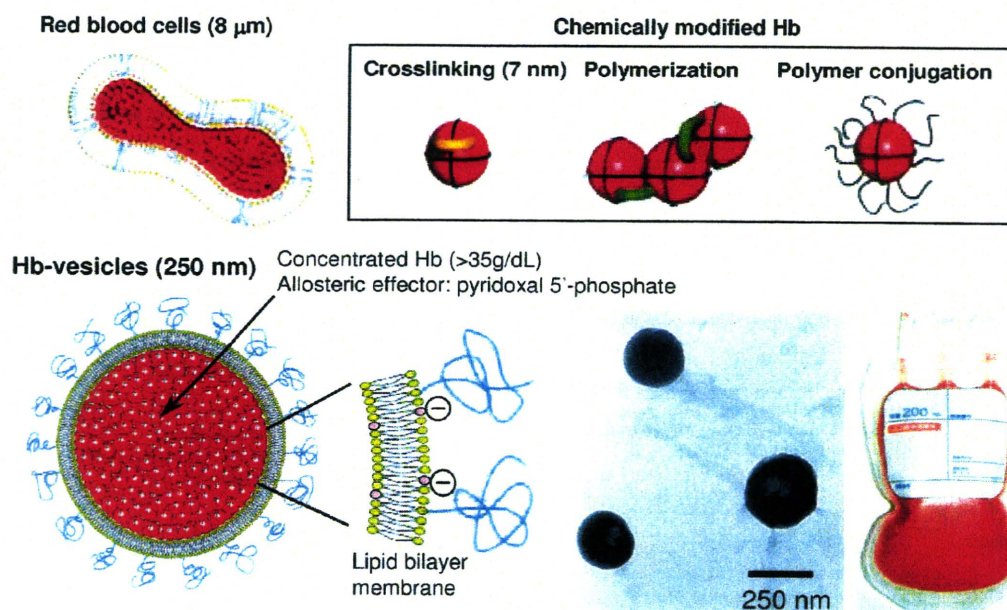 Red blood cells (8 µm)
Chemically modified Hb
Crosslinking (7 nm)
Polymerization
Polymer conjugation
Hb-vesicles (250 nm)
Concentrated Hb (>35g/dL)
Allosteric effector: pyridoxal 5'-phosphate
−
−
Lipid bilayer
membrane
250 nm
200